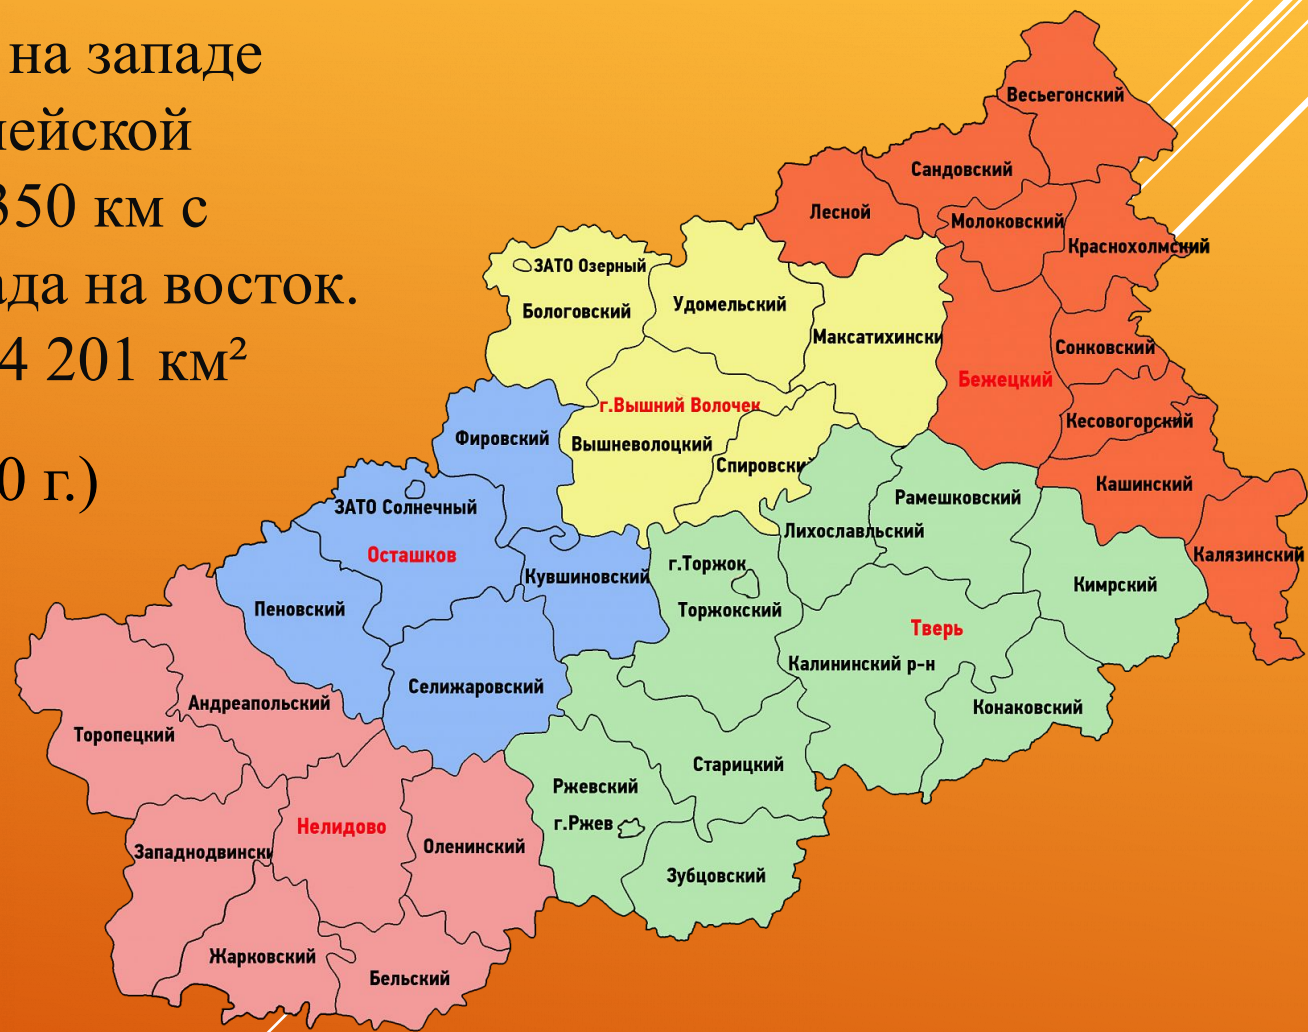 на западе
пейской
350 км с
ада на восток.
4 201 км²
0 г.)
Весьегонский
Сандовский
Лесной
Молоковский
Краснохолмский
ЗАТО Озерный
Бологовский
Удомельский
Максатихински
Сонковский
Бежецкий
г.Вышний Волочек
Кесовогорский
Фировский
Вышневолоцкий
Спировский
Кашинский
ЗАТО Солнечный
Рамешковский
Лихославльский
Осташков
Калязинский
Кувшиновский
г.Торжок
Кимрский
Пеновский
Торжокский
Тверь
Калининский р-н
Селижаровский
Андреапольский
Конаковский
Торопецкий
Старицкий
Ржевский
г.Ржев
Нелидово
Оленинский
Западнодвински
Зубцовский
Жарковский
Бельский